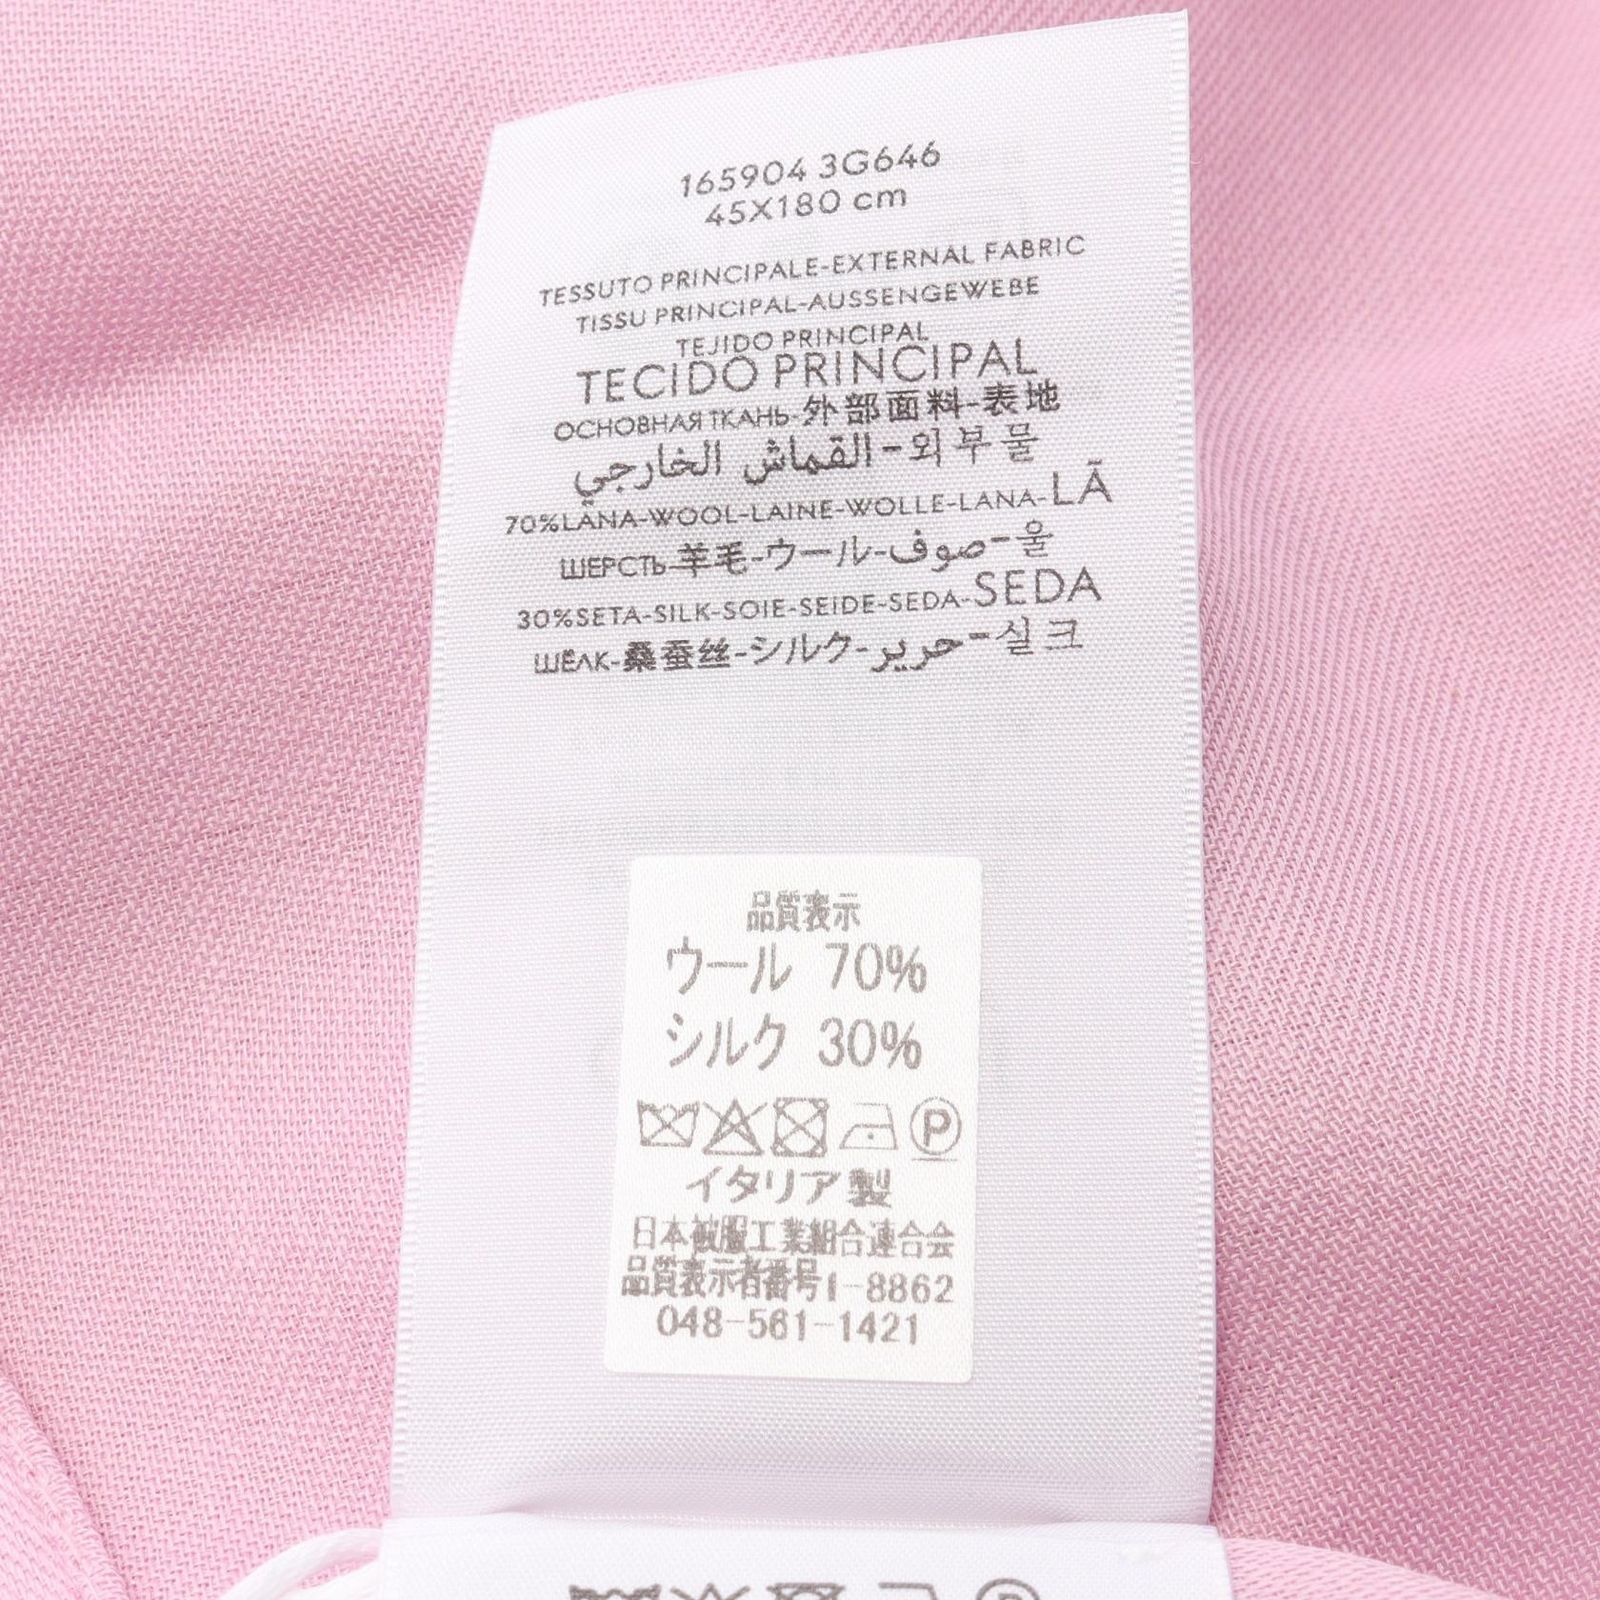 165904 3G646
45X180 cm
TESSUTO PRINCIPALE-EXTERNAL FABRIC
TISSU PRINCIPAL-AUSSENGEWEBE
TEJIDO PRINCIPAL
TECIDO PRINCIPAL
ОСНОВНАЯ ТКАНЬ-外部面料-表地
القماش الخارجي-외부물
70%LANA-WOOL-LAINE-WOLLE-LANA-LÃ
ШЕРСТЬ-羊毛-ウール-صوف-울
30%SETA-SILK-SOIE-SEIDE-SEDA-SEDA
ШЁЛК-桑蚕丝-シルク-حرير-실크
品質表示
ウール 70%
シルク 30%
P
イタリア製
日本被服工業組合連合会
品質表示者番号1-8862
048-561-1421